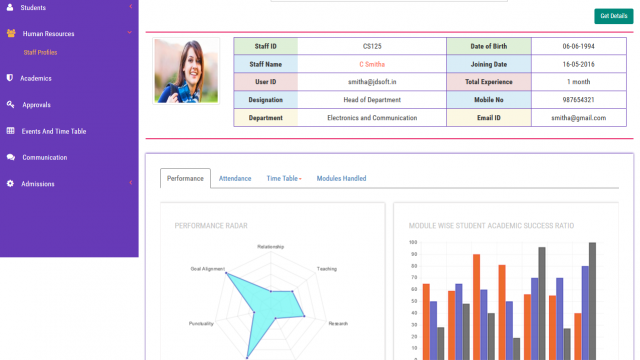 Students
Get Details
Human Resources
Staff Profiles
Academics
Approvals
Events And Time Table
Communication
Admissions
Staff ID CS125 Date of Birth 06-06-1994
Staff Name C Smitha Joining Date 16-05-2016
User ID smitha@jdsoft.in Total Experience 1 month
Designation Head of Department Mobile No 987654321
Department Electronics and Communication Email ID smitha@gmail.com
Performance Attendance Time Table Modules Handled
PERFORMANCE RADAR
Relationship
Goal Alignment Teaching
Punctuality Research
MODULE WISE STUDENT ACADEMIC SUCCESS RATIO
100
90
80
70
60
50
40
30
20
10
0